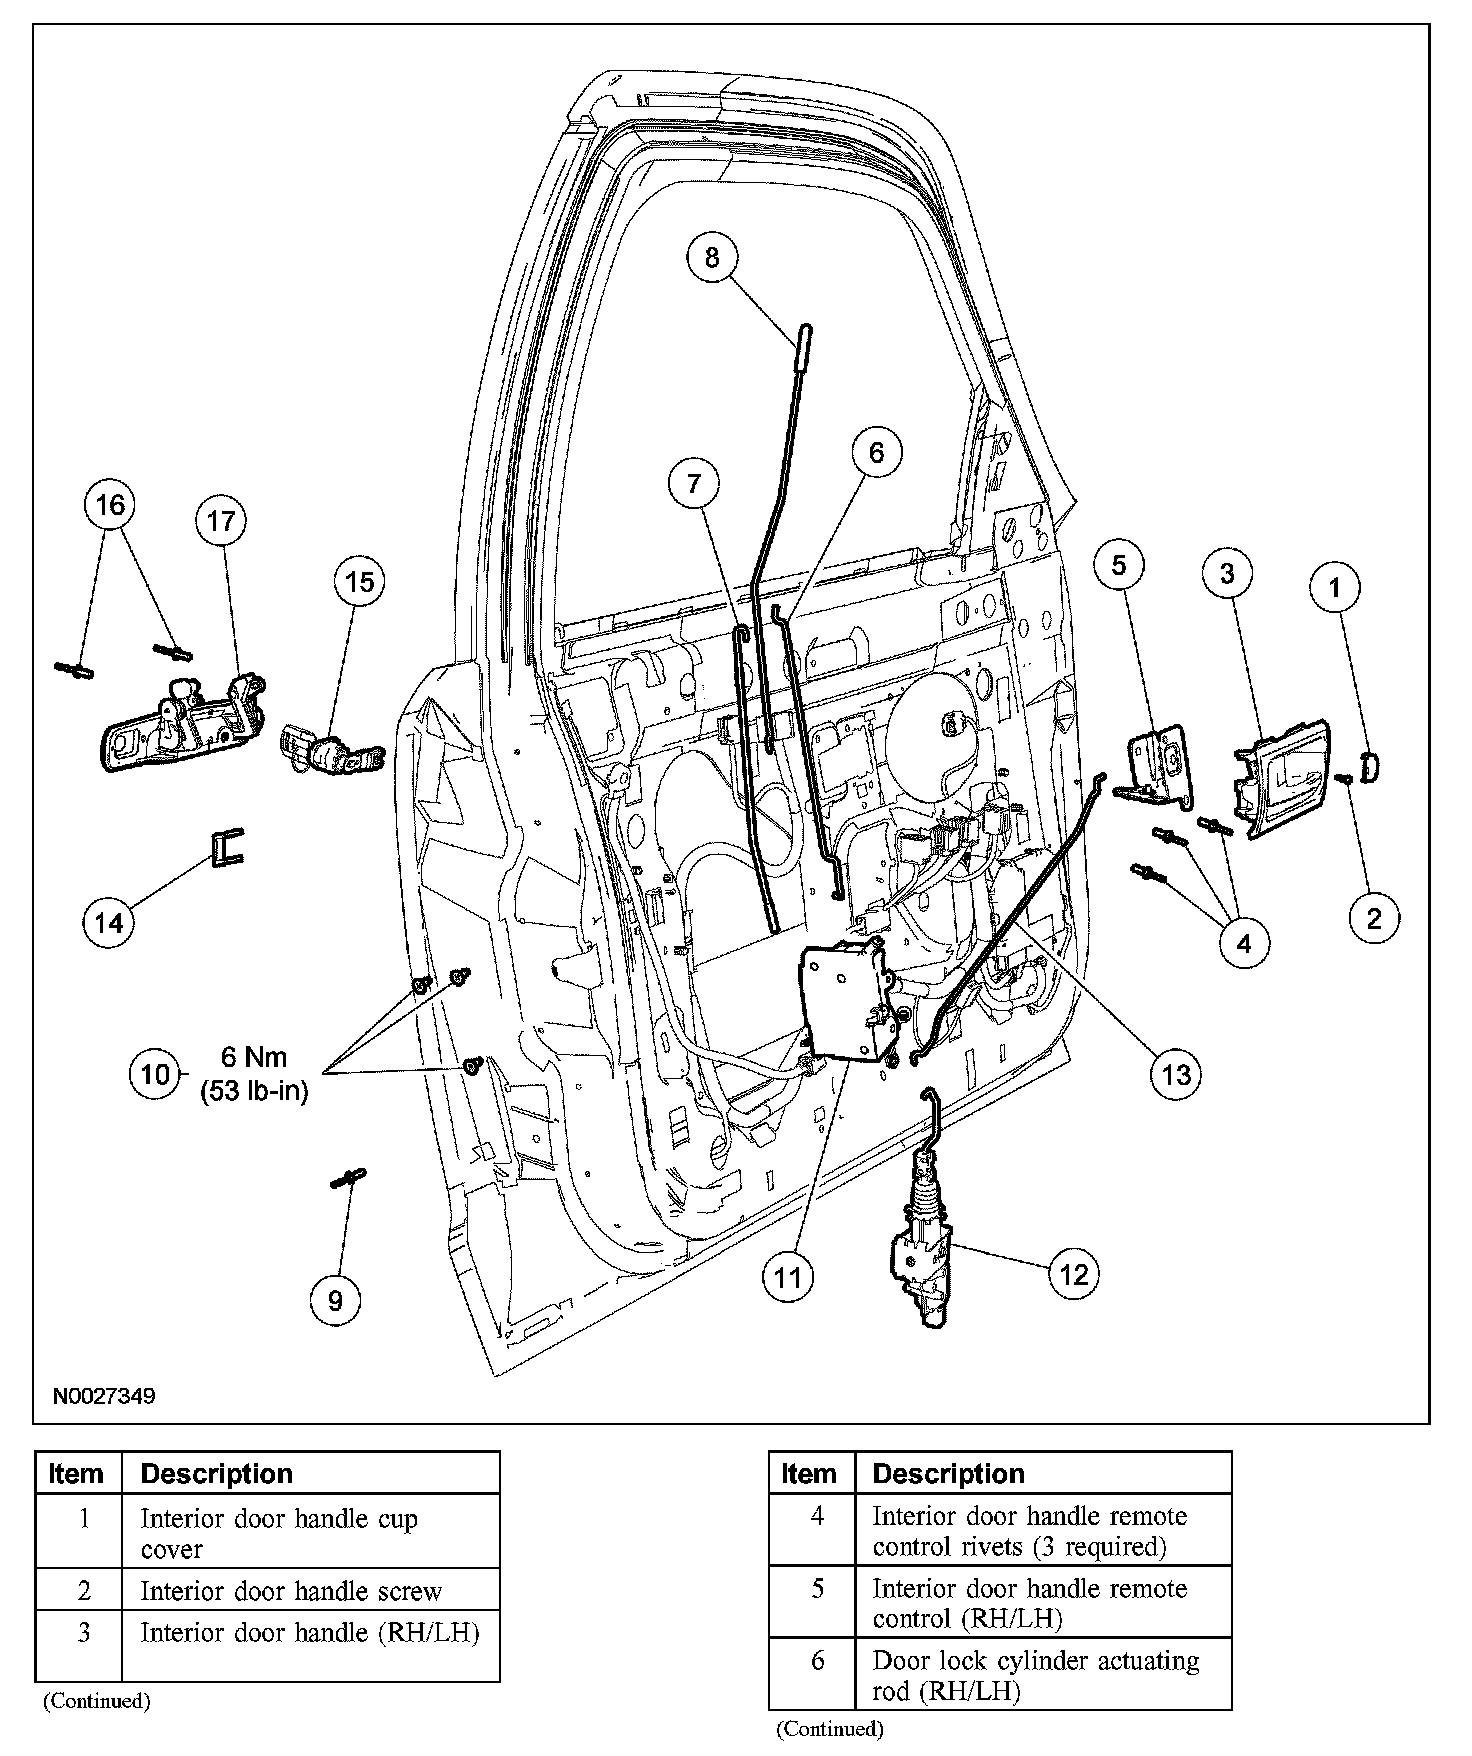 8
6
7
16
17
15
5
3
1
14
2
4
10
6 Nm
(53 lb-in)
13
9
11
12
N0027349
Item Description
1 Interior door handle cup
cover
2 Interior door handle screw
3 Interior door handle (RH/LH)
(Continued)
Item Description
4 Interior door handle remote
control rivets (3 required)
5 Interior door handle remote
control (RH/LH)
6 Door lock cylinder actuating
rod (RH/LH)
(Continued)